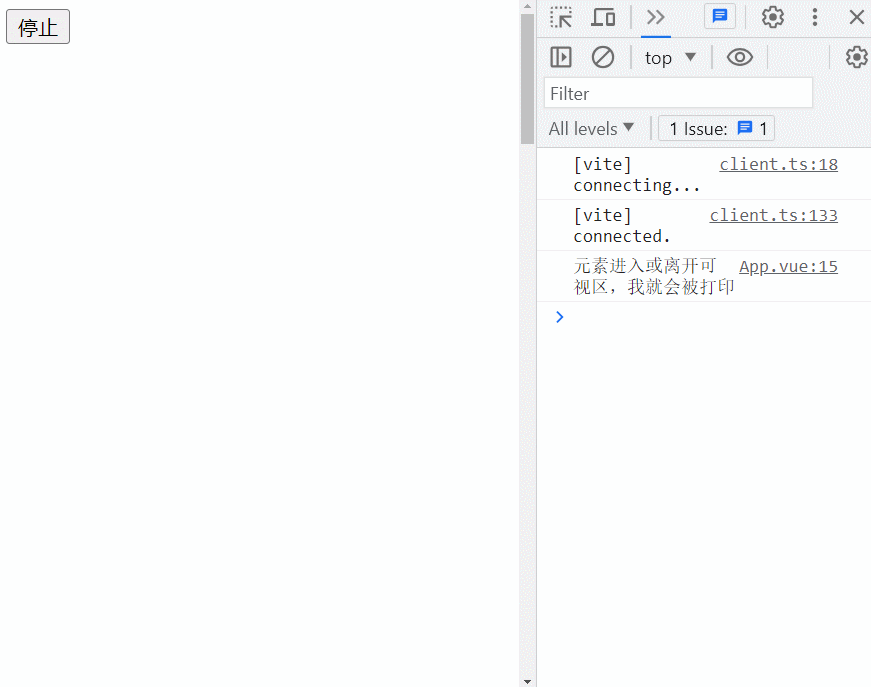 停止
top
Filter
All levels
1 Issue: 1
[vite] client.ts:18
connecting...
[vite] client.ts:133
connected.
元素进入或离开可 App.vue:15
视区，我就会被打印